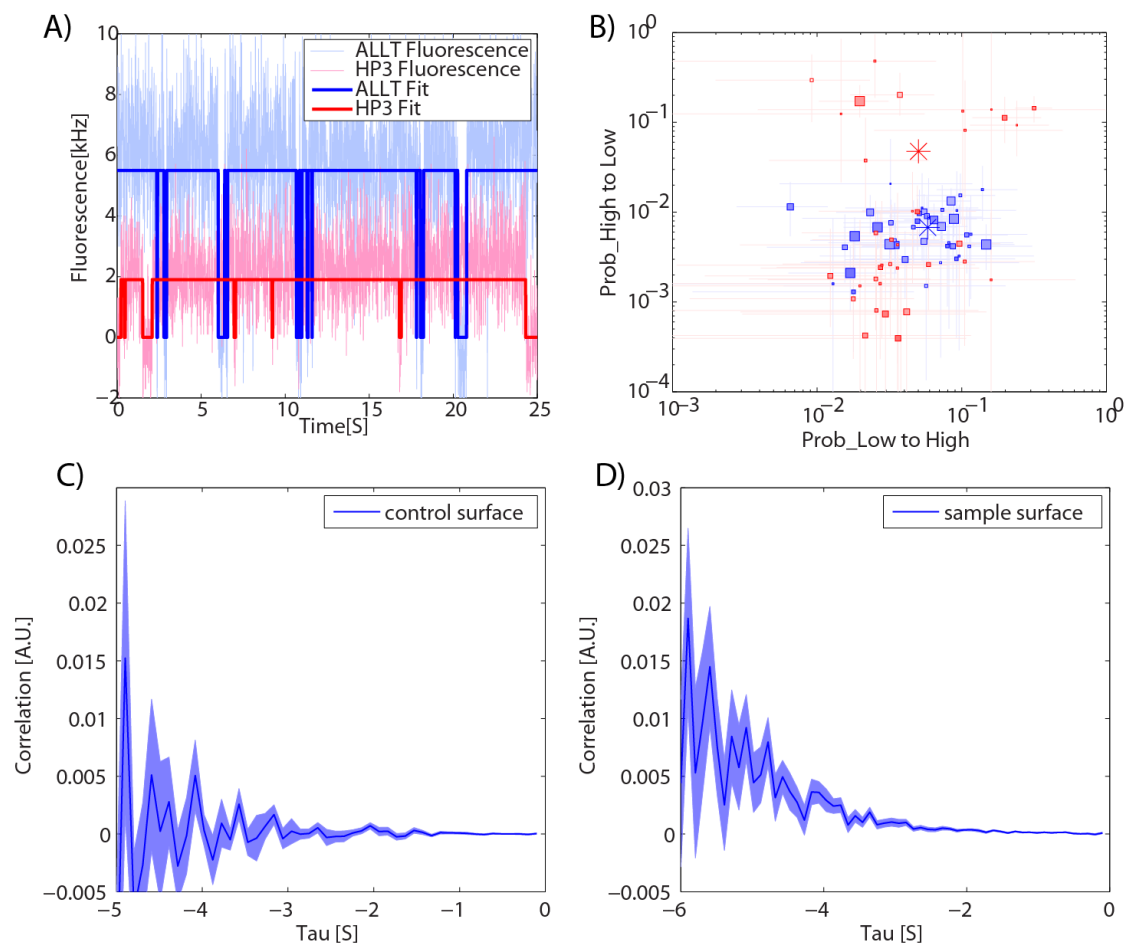 A)
ALLT Fluorescence
HP3 Fluorescence
ALLT Fit
HP3 Fit
Fluorescence[kHz]
10
8
6
4
2
0
−2
0
5
10
15
20
25
Time[S]
B)
Prob_High to Low
10^0
10^−1
10^−2
10^−3
10^−4
10^−3
10^−2
10^−1
10^0
Prob_Low to High
C)
control surface
Correlation [A.U.]
0.025
0.02
0.015
0.01
0.005
0
−0.005
−5
−4
−3
−2
−1
0
Tau [S]
D)
sample surface
Correlation [A.U.]
0.03
0.025
0.02
0.015
0.01
0.005
0
−0.005
−6
−4
−2
0
Tau [S]